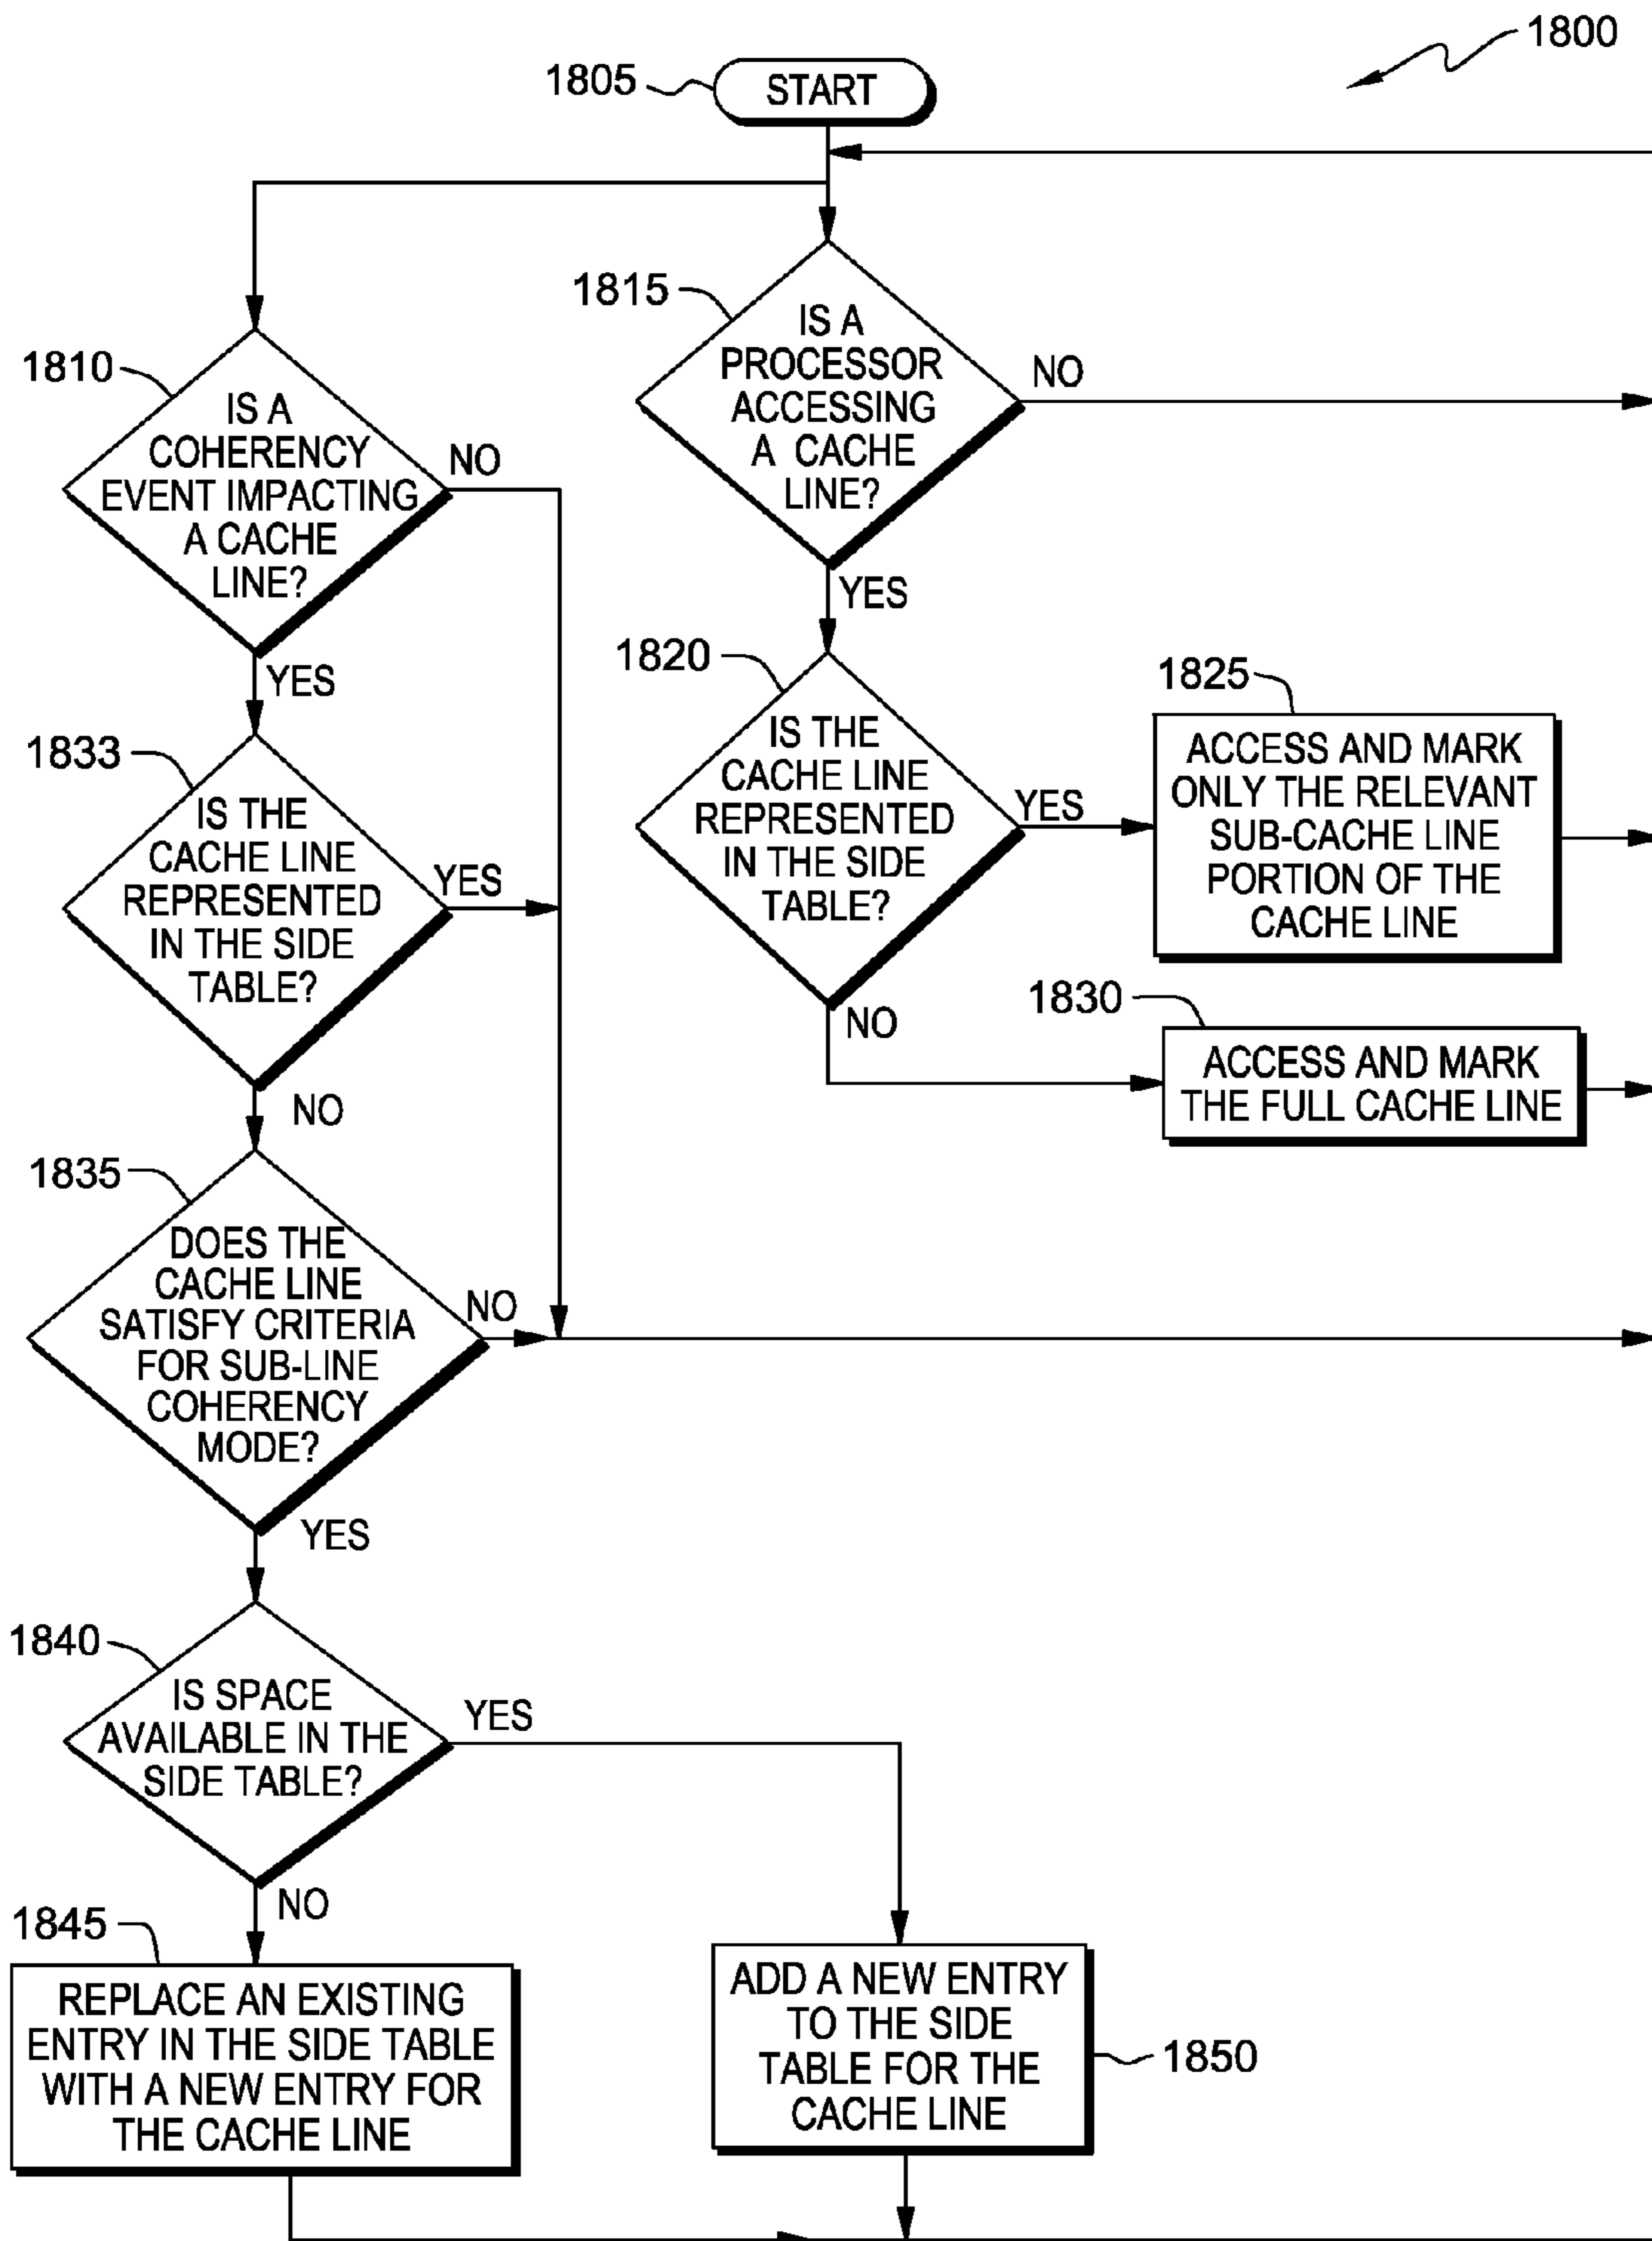 1800
1805
START
1815
IS A
PROCESSOR
ACCESSING
A CACHE
LINE?
NO
YES
1810
IS A
COHERENCY
EVENT IMPACTING
A CACHE
LINE?
NO
YES
1820
IS THE
CACHE LINE
REPRESENTED
IN THE SIDE
TABLE?
YES
NO
1825
ACCESS AND MARK
ONLY THE RELEVANT
SUB-CACHE LINE
PORTION OF THE
CACHE LINE
1830
ACCESS AND MARK
THE FULL CACHE LINE
1833
IS THE
CACHE LINE
REPRESENTED
IN THE SIDE
TABLE?
YES
NO
1835
DOES THE
CACHE LINE
SATISFY CRITERIA
FOR SUB-LINE
COHERENCY
MODE?
NO
YES
1840
IS SPACE
AVAILABLE IN THE
SIDE TABLE?
YES
NO
1845
REPLACE AN EXISTING
ENTRY IN THE SIDE TABLE
WITH A NEW ENTRY FOR
THE CACHE LINE
ADD A NEW ENTRY
TO THE SIDE
TABLE FOR THE
CACHE LINE
1850